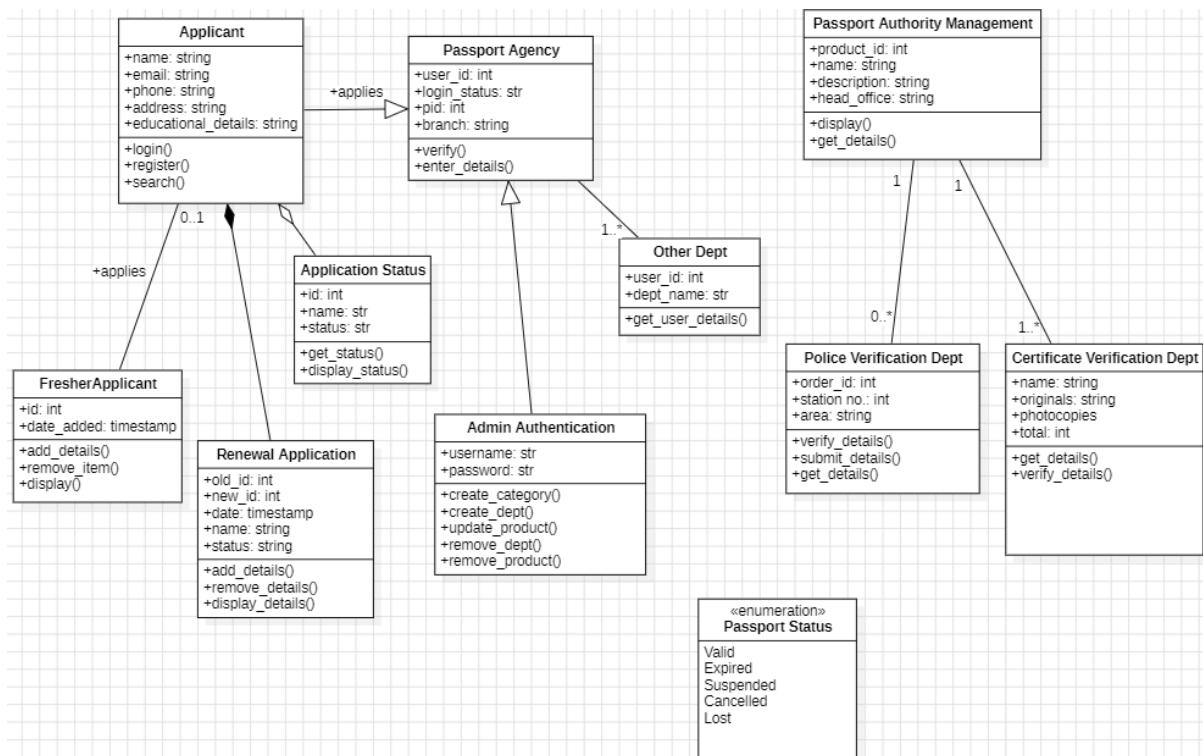 Applicant
+name: string
+email: string
+phone: string
+address: string
+educational_details: string
+login()
+register()
+search()
+applies
Passport Agency
+user_id: int
+login_status: str
+pid: int
+branch: string
+verify()
+enter_details()
Passport Authority Management
+product_id: int
+name: string
+description: string
+head_office: string
+display()
+get_details()
0..1
+applies
1..*
1
1
0..*
1..*
Application Status
+id: int
+name: str
+status: str
+get_status()
+display_status()
Other Dept
+user_id: int
+dept_name: str
+get_user_details()
FresherApplicant
+id: int
+date_added: timestamp
+add_details()
+remove_item()
+display()
Renewal Application
+old_id: int
+new_id: int
+date: timestamp
+name: string
+status: string
+add_details()
+remove_details()
+display_details()
Admin Authentication
+username: str
+password: str
+create_category()
+create_dept()
+update_product()
+remove_dept()
+remove_product()
Police Verification Dept
+order_id: int
+station no.: int
+area: string
+verify_details()
+submit_details()
+get_details()
Certificate Verification Dept
+name: string
+originals: string
+photocopies
+total: int
+get_details()
+verify_details()
«enumeration»
Passport Status
Valid
Expired
Suspended
Cancelled
Lost